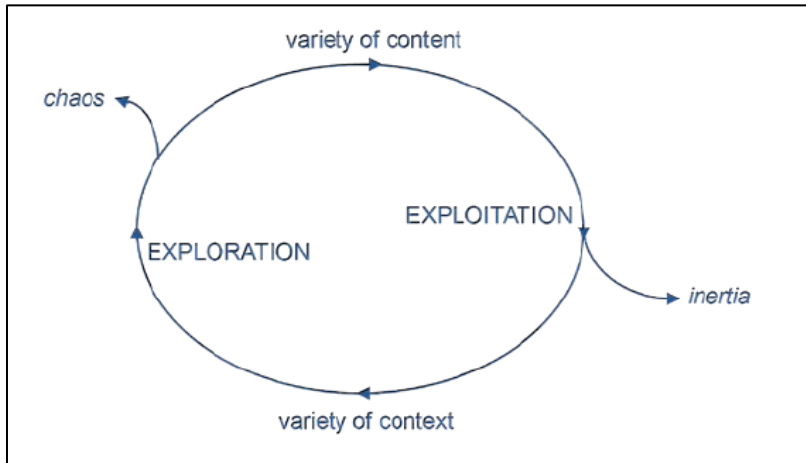 variety of content
chaos
EXPLOITATION
EXPLORATION
inertia
variety of context